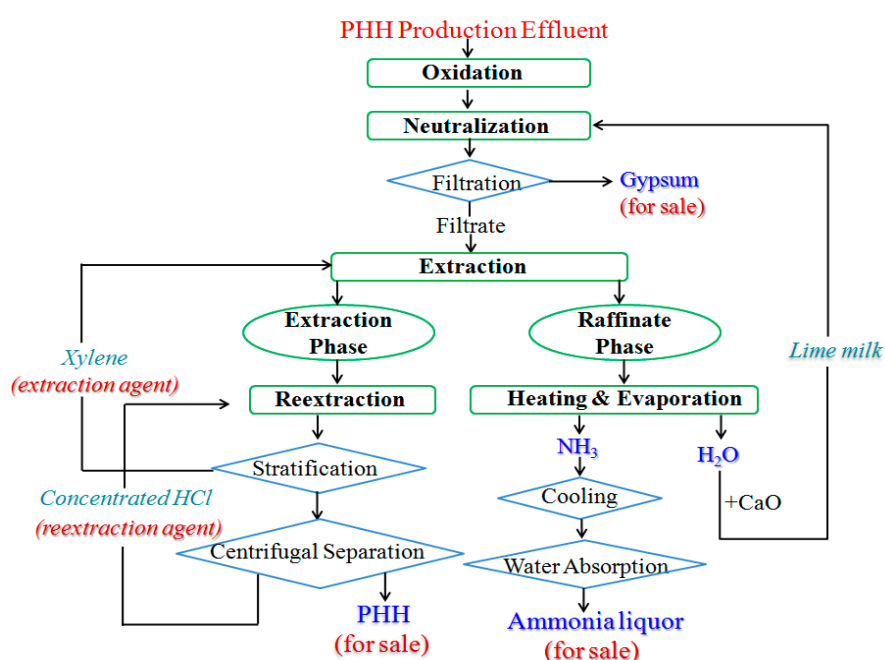 PHH Production Effluent
Oxidation
Neutralization
Filtration
Gypsum
(for sale)
Filtrate
Extraction
Extraction
Phase
Raffinate
Phase
Xylene
(extraction agent)
Lime milk
Reextraction
Heating & Evaporation
NH3
H2O
Stratification
Cooling
+CaO
Concentrated HCl
(reextraction agent)
Centrifugal Separation
Water Absorption
PHH
(for sale)
Ammonia liquor
(for sale)